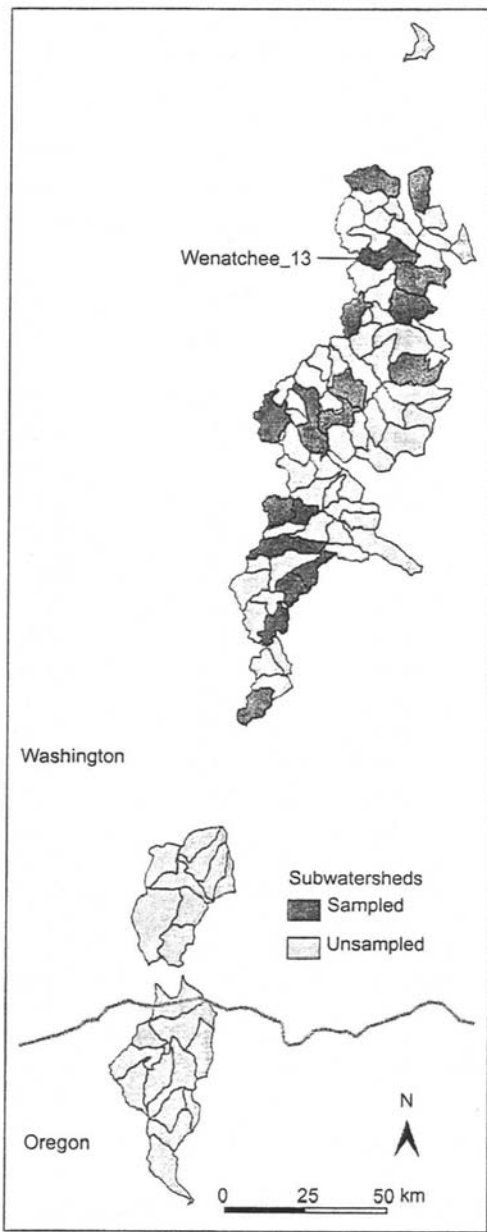 Wenatchee_13
Washington
Subwatersheds
Sampled
Unsampled
Oregon
N
0 25 50 km